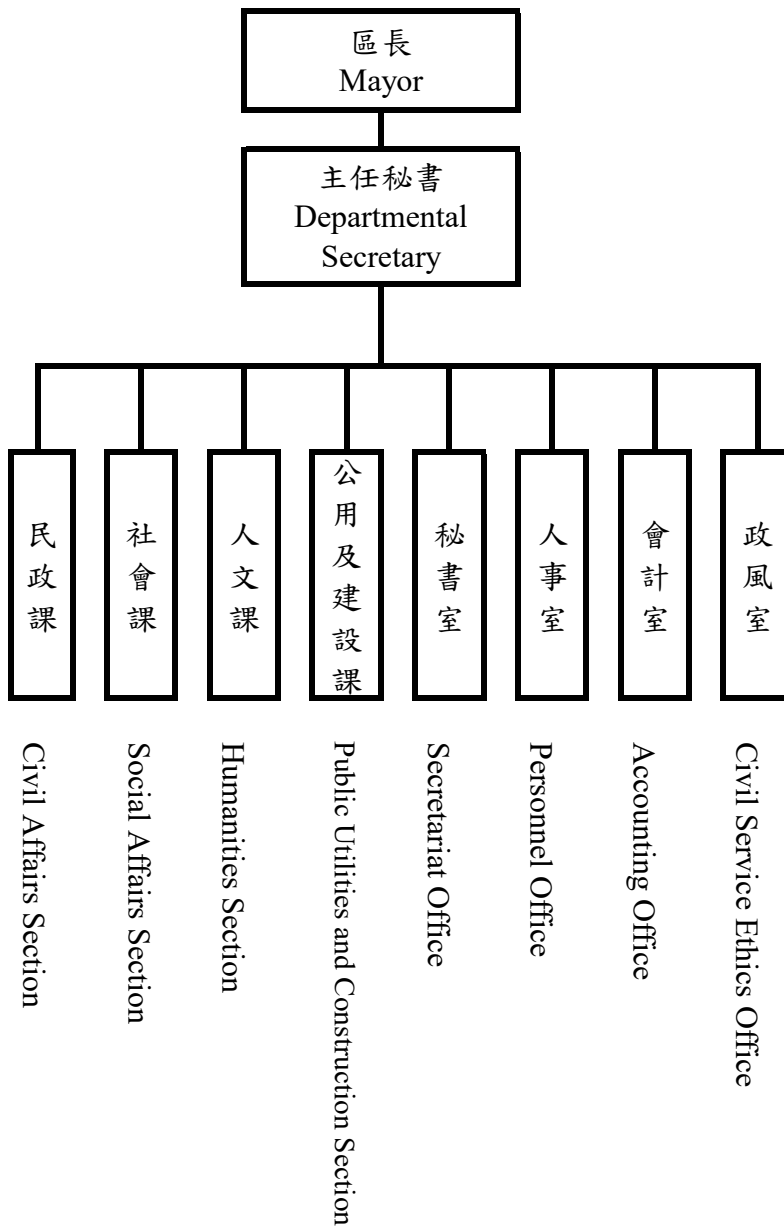 區長
Mayor
主任秘書
Departmental
Secretary
民政課
社會課
人文課
公用及建設課
秘書室
人事室
會計室
政風室
Civil Affairs Section
Social Affairs Section
Humanities Section
Public Utilities and Construction Section
Secretariat Office
Personnel Office
Accounting Office
Civil Service Ethics Office